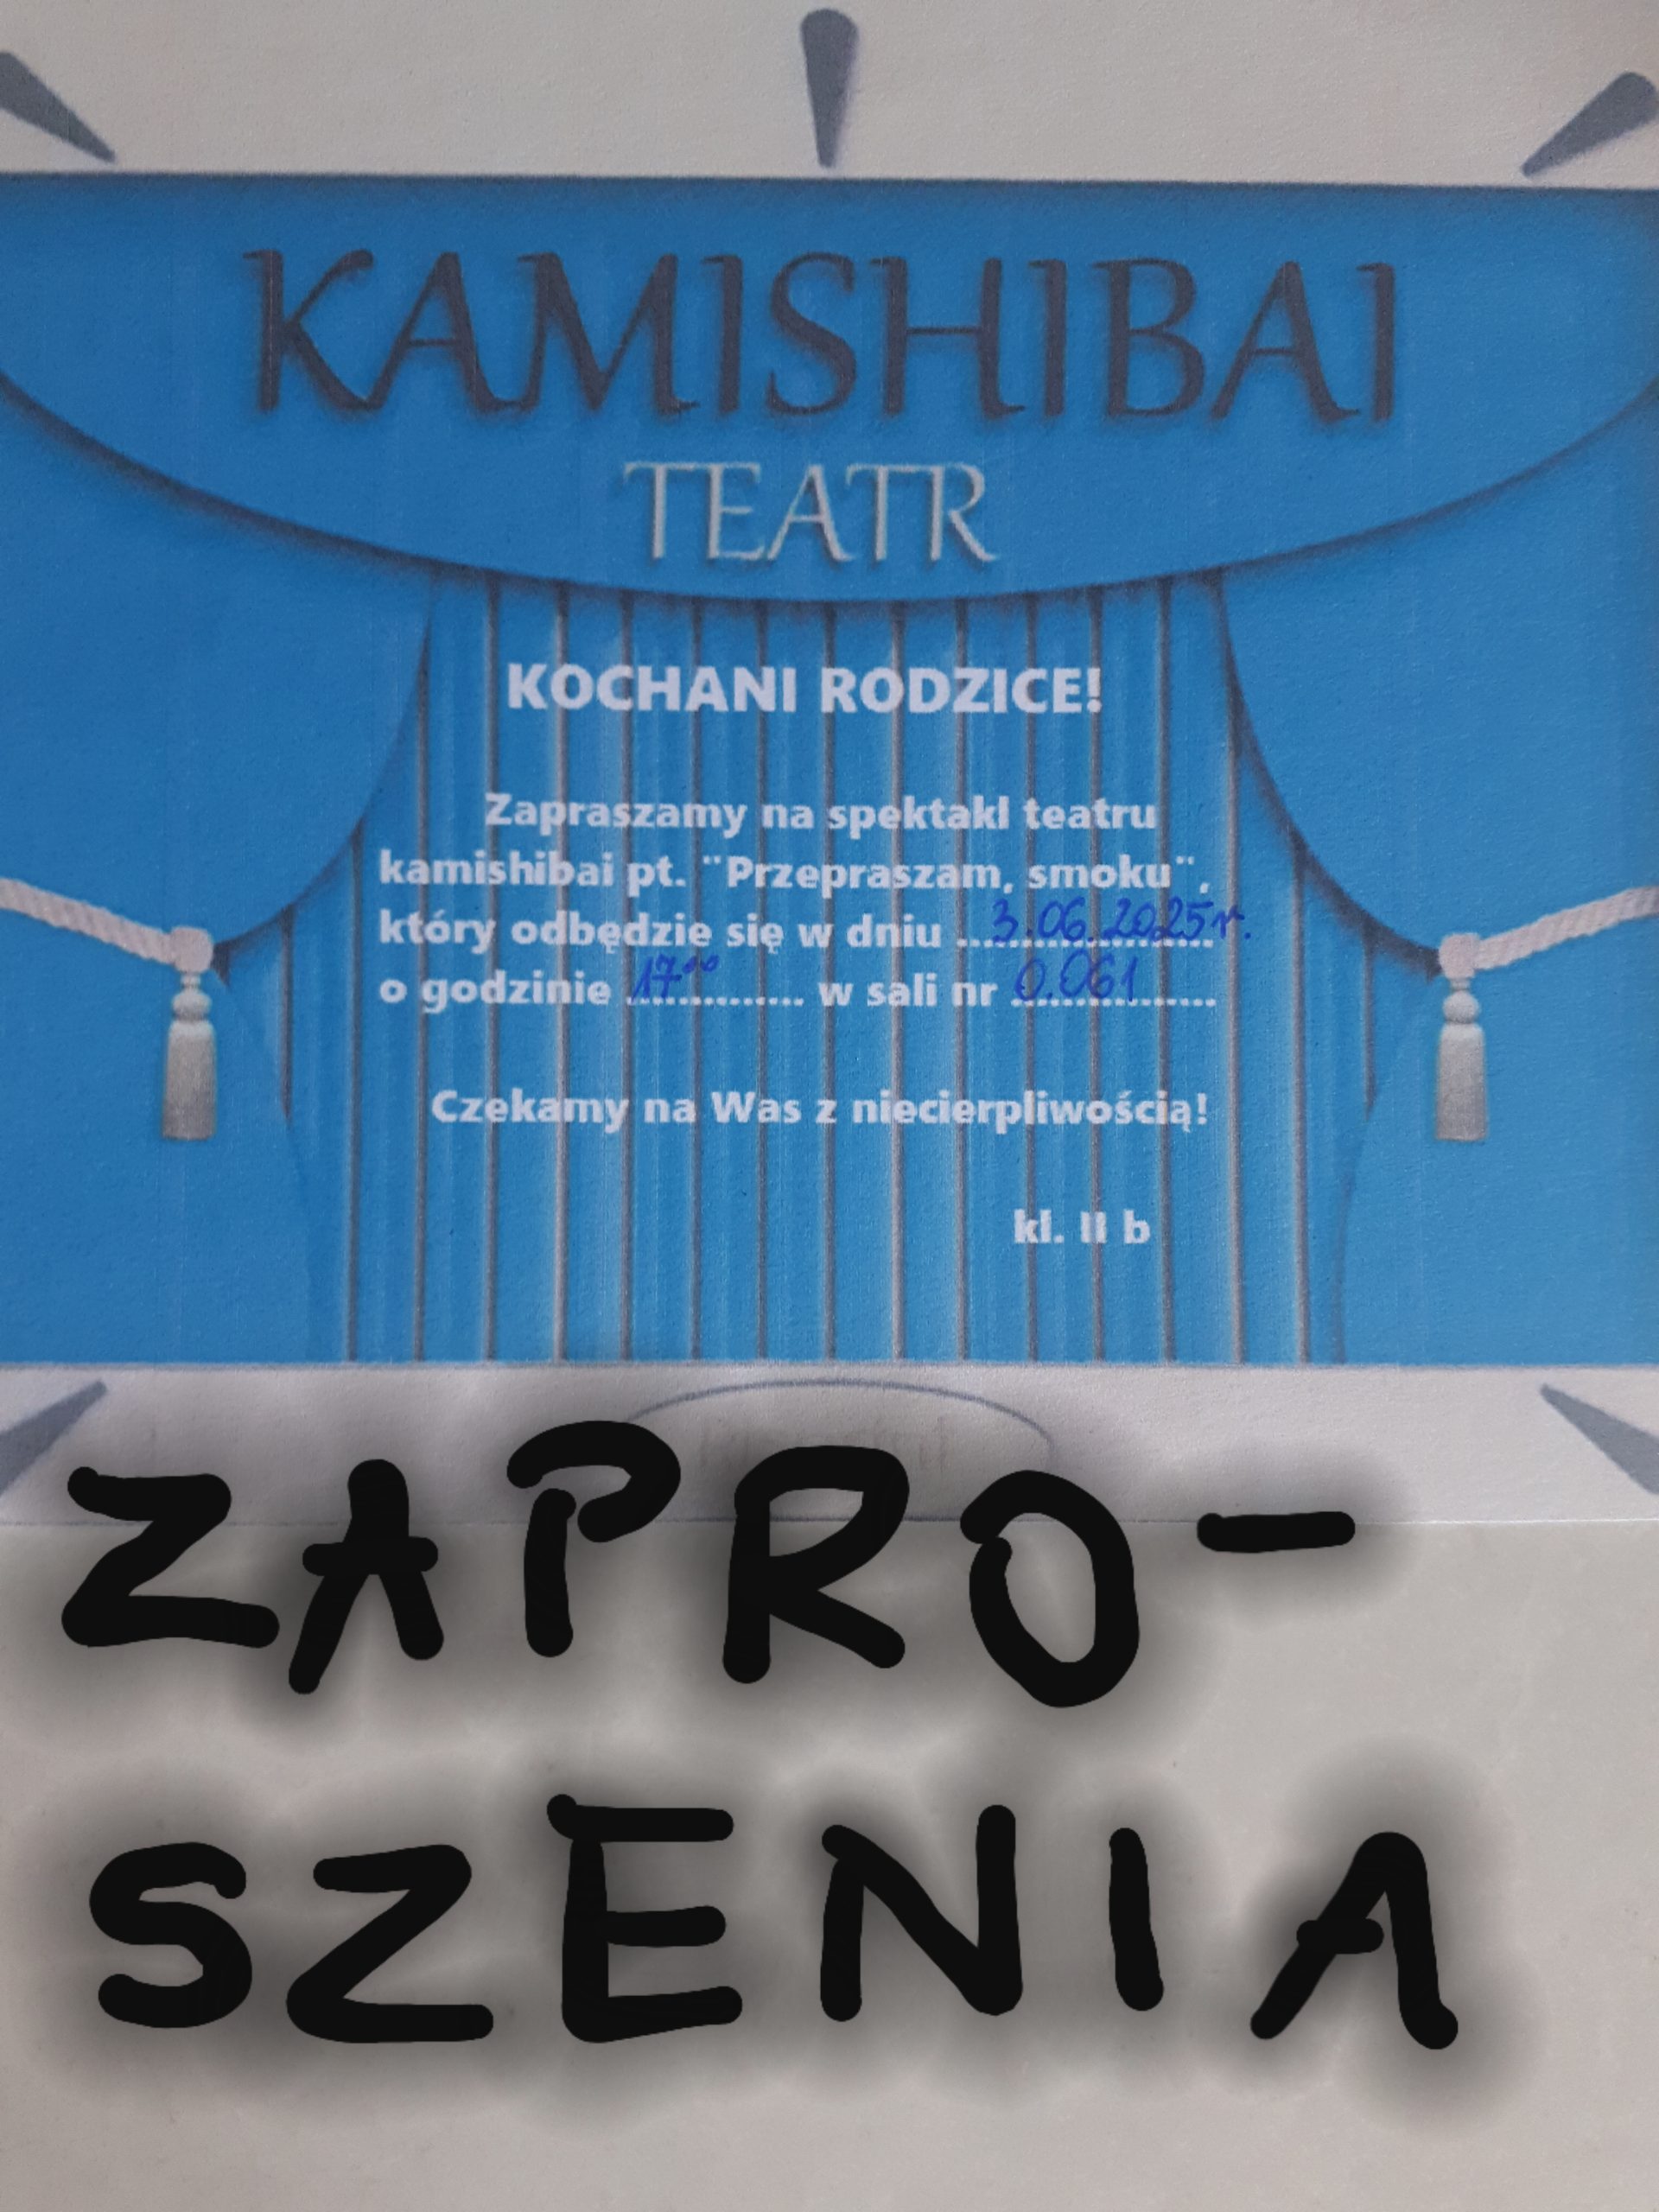 KAMISHIBAI
TEATR
KOCHANI RODZICE!
Zapraszamy na spektakl teatru
kamishibai pt. "Przepraszam, smoku",
który odbędzie się w dniu 3.06.2025r.
o godzinie 17⁰⁰ w sali nr 0.061
Czekamy na Was z niecierpliwością!
kl. II b
ZAPRO-
SZENIA